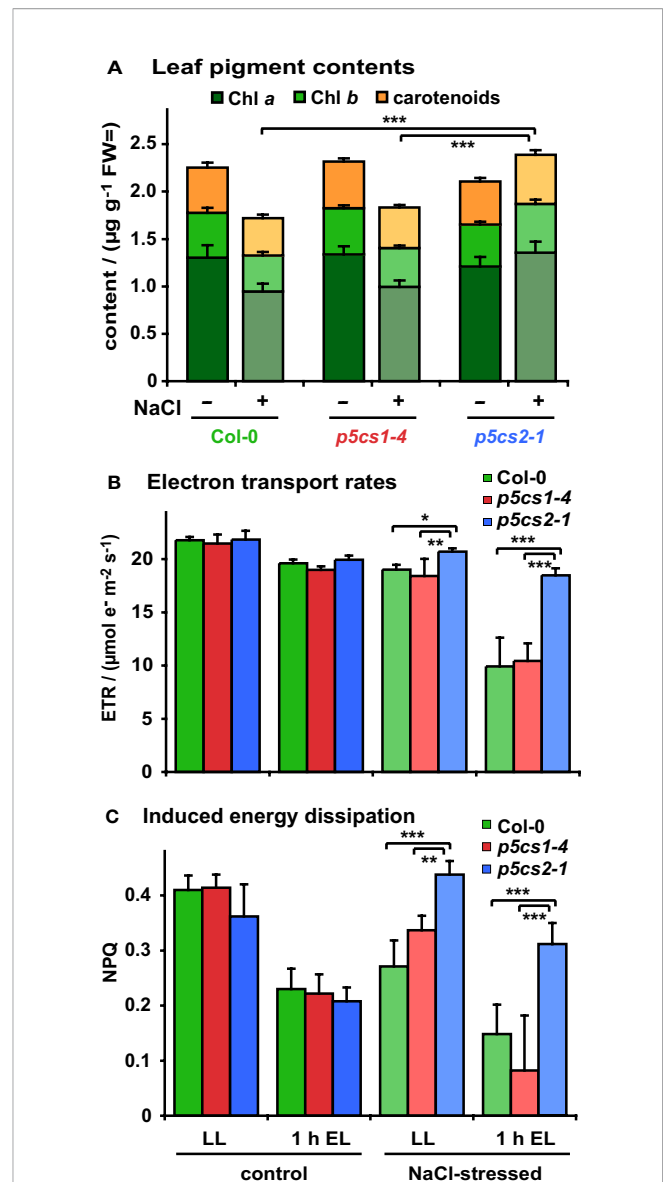 A Leaf pigment contents
Chl a Chl b carotenoids
***
***
2.5
2.0
1.5
1.0
0.5
0
content / (µg g-1 FW=)
NaCl – + – + – +
Col-0 p5cs1-4 p5cs2-1
B Electron transport rates
Col-0
p5cs1-4
p5cs2-1
* ***
** ***
20
15
10
5
0
ETR / (µmol e- m-2 s-1)
C Induced energy dissipation
Col-0
p5cs1-4
p5cs2-1
*** **
*** ***
0.4
0.3
0.2
0.1
0
NPQ
LL 1 h EL LL 1 h EL
control NaCl-stressed